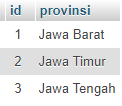 id provinsi
1 Jawa Barat
2 Jawa Timur
3 Jawa Tengah